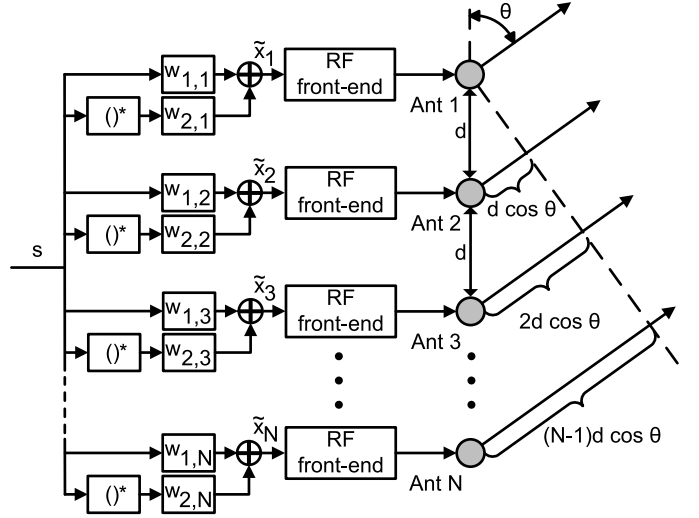 θ
w1,1
x̃1
RF
front-end
Ant 1
()*
w2,1
d
w1,2
x̃2
RF
front-end
Ant 2
d cos θ
()*
w2,2
d
s
w1,3
x̃3
RF
front-end
Ant 3
2d cos θ
()*
w2,3
w1,N
x̃N
RF
front-end
Ant N
(N-1)d cos θ
()*
w2,N